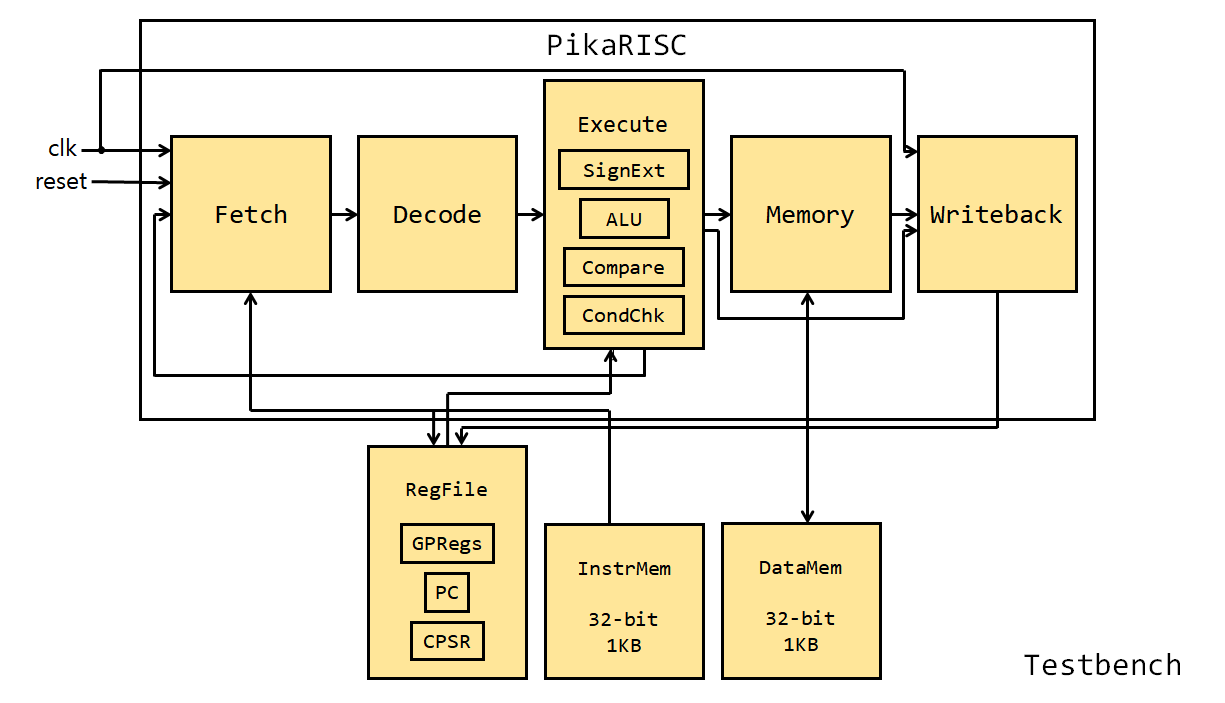 PikaRISC
clk
reset
Fetch
Decode
Execute
SignExt
ALU
Compare
CondChk
Memory
Writeback
RegFile
GPRegs
PC
CPSR
InstrMem
32-bit
1KB
DataMem
32-bit
1KB
Testbench